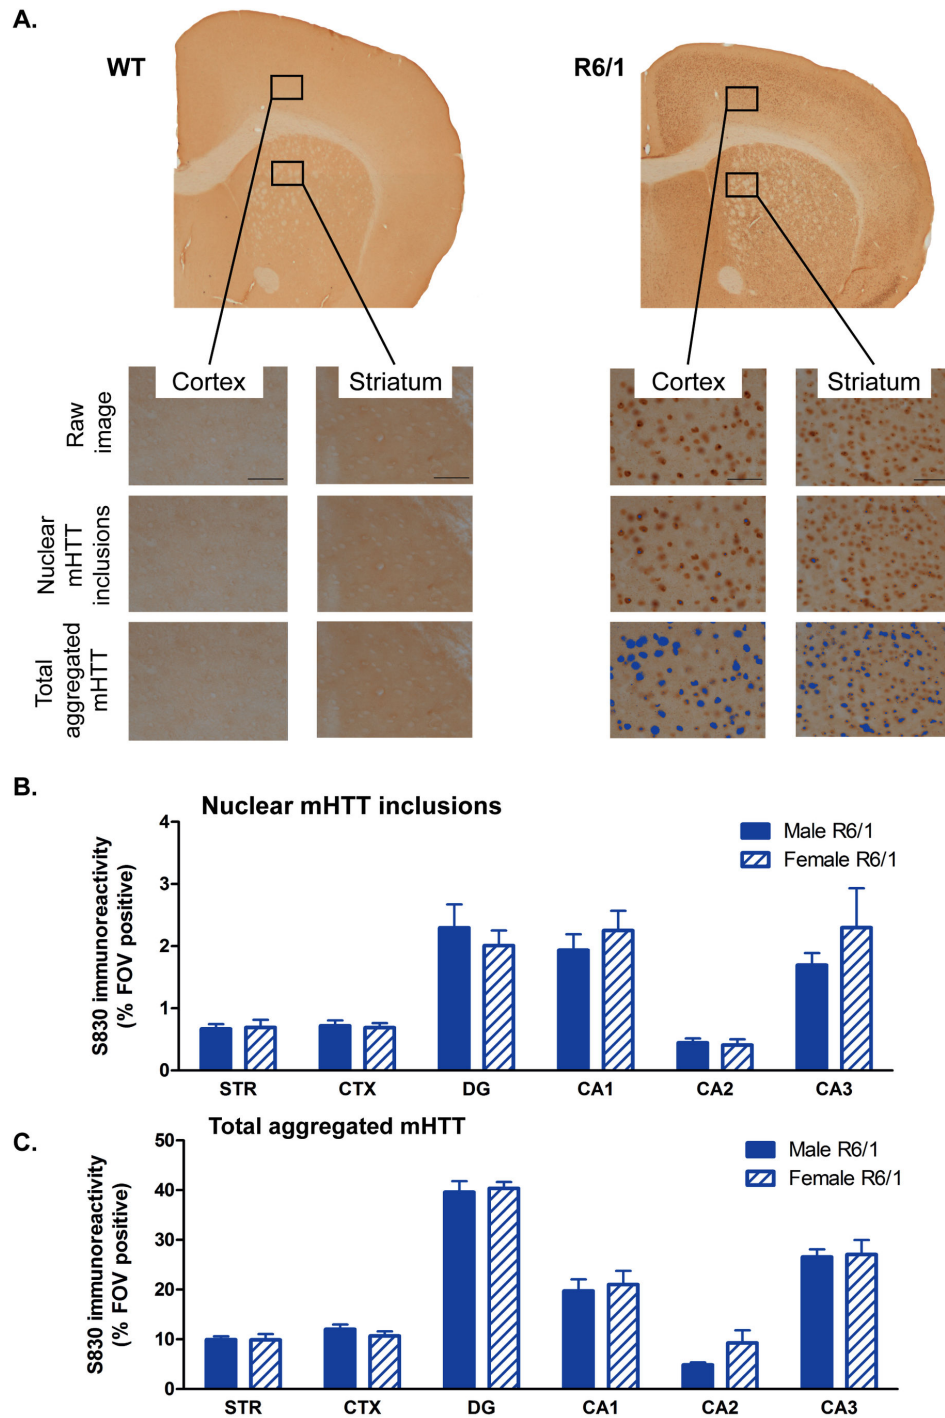 A.
WT
R6/1
Cortex
Striatum
Cortex
Striatum
Raw
image
Nuclear
mHTT
inclusions
Total
aggregated
mHTT
B.
Nuclear mHTT inclusions
S830 immunoreactivity
(% FOV positive)
4
3
2
1
0
Male R6/1
Female R6/1
STR
CTX
DG
CA1
CA2
CA3
C.
Total aggregated mHTT
S830 immunoreactivity
(% FOV positive)
50
40
30
20
10
0
Male R6/1
Female R6/1
STR
CTX
DG
CA1
CA2
CA3